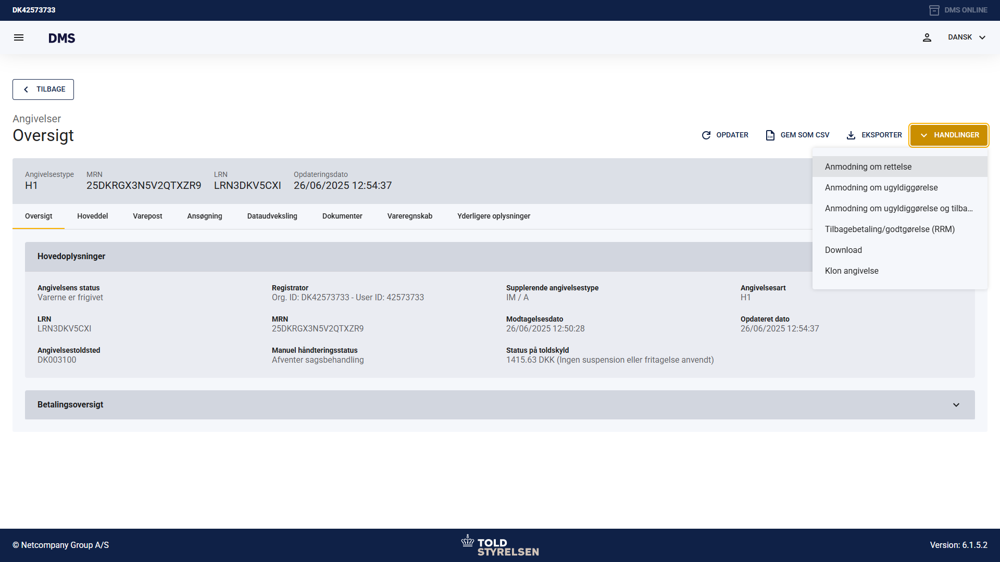 DK42573733
DMS ONLINE
DMS
DANSK
TILBAGE
Angivelser
Oversigt
OPDATER
GEM SOM CSV
EKSPORTER
HANDLINGER
Anmodning om rettelse
Anmodning om ugyldiggørelse
Anmodning om ugyldiggørelse og tilba...
Tilbagebetaling/godtgørelse (RRM)
Download
Klon angivelse
Angivelsestype
H1
MRN
25DKRGX3N5V2QTXZR9
LRN
LRN3DKV5CXI
Opdateringsdato
26/06/2025 12:54:37
Oversigt
Hoveddel
Varepost
Ansøgning
Dataudveksling
Dokumenter
Vareregnskab
Yderligere oplysninger
Hovedoplysninger
Angivelsens status
Varerne er frigivet
Registrator
Org. ID: DK42573733 - User ID: 42573733
Supplerende angivelsestype
IM / A
Angivelsesart
H1
LRN
LRN3DKV5CXI
MRN
25DKRGX3N5V2QTXZR9
Modtagelsesdato
26/06/2025 12:50:28
Opdateret dato
26/06/2025 12:54:37
Angivelsestoldsted
DK003100
Manuel håndteringsstatus
Afventer sagsbehandling
Status på toldskyld
1415.63 DKK (Ingen suspension eller fritagelse anvendt)
Betalingsoversigt
© Netcompany Group A/S
TOLD
STYRELSEN
Version: 6.1.5.2